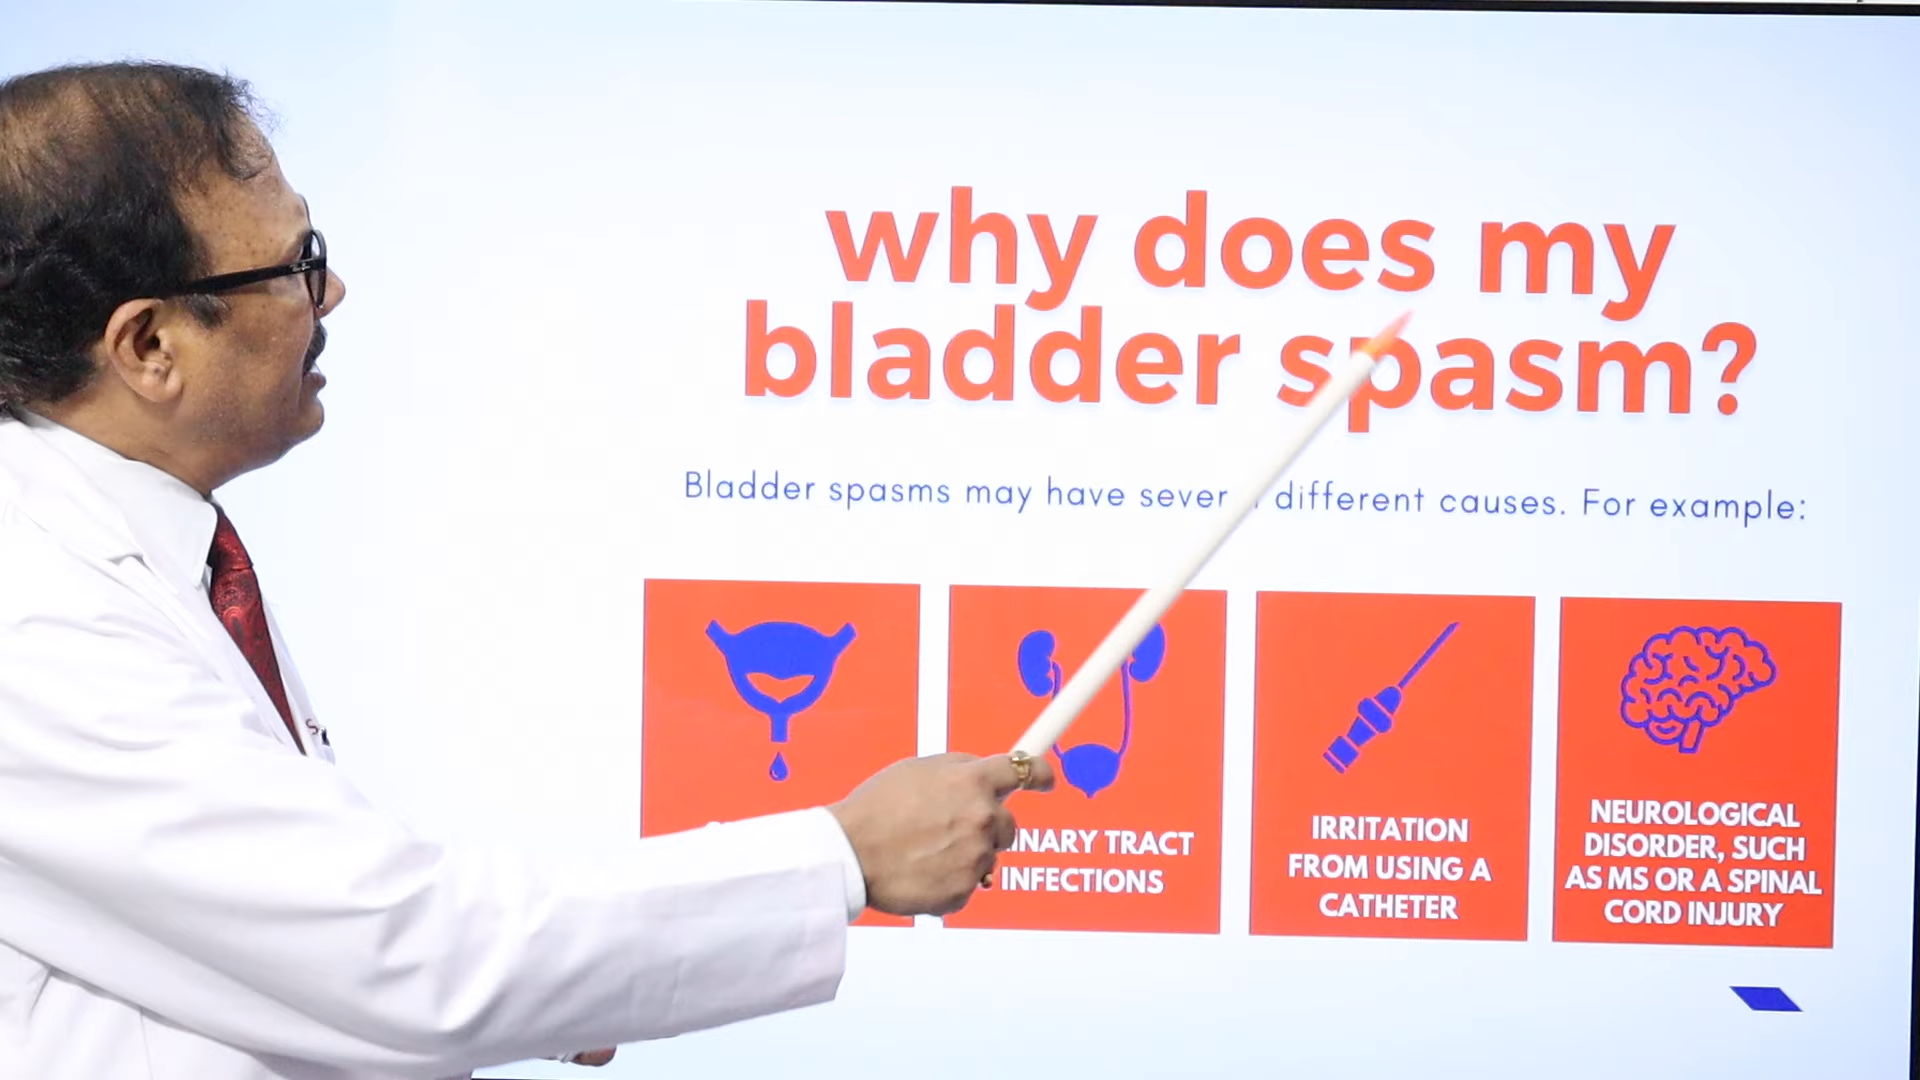 why does my
bladder spasm?
Bladder spasms may have sever different causes. For example:
INARY TRACT
INFECTIONS
IRRITATION
FROM USING A
CATHETER
NEUROLOGICAL
DISORDER, SUCH
AS MS OR A SPINAL
CORD INJURY